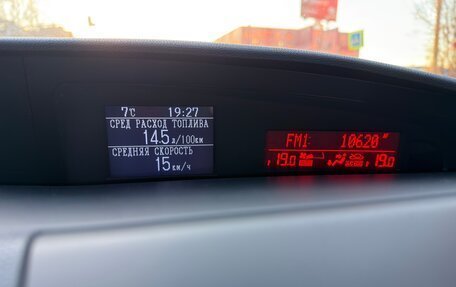 7°C 19:27
СРЕД РАСХОД ТОПЛИВА
14.5 л/100км
СРЕДНЯЯ СКОРОСТЬ
15 км/ч
FM1: 106.20
19.0 19.0